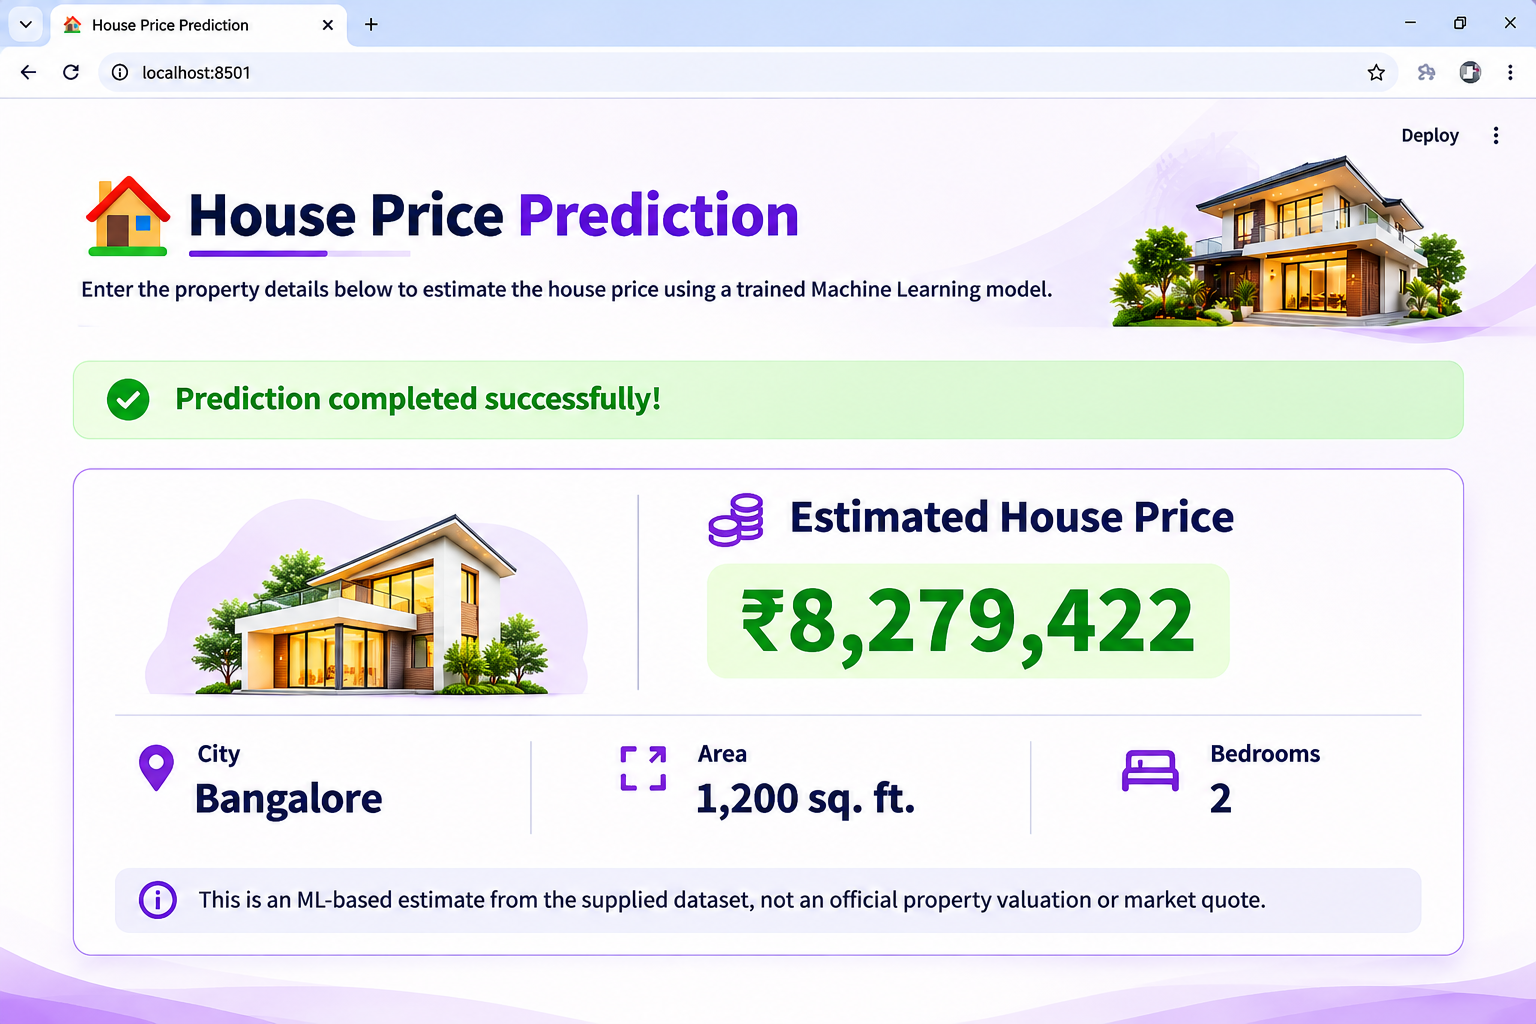 House Price Prediction
localhost:8501
Deploy
House Price Prediction
Enter the property details below to estimate the house price using a trained Machine Learning model.
Prediction completed successfully!
Estimated House Price
₹8,279,422
City
Bangalore
Area
1,200 sq. ft.
Bedrooms
2
This is an ML-based estimate from the supplied dataset, not an official property valuation or market quote.